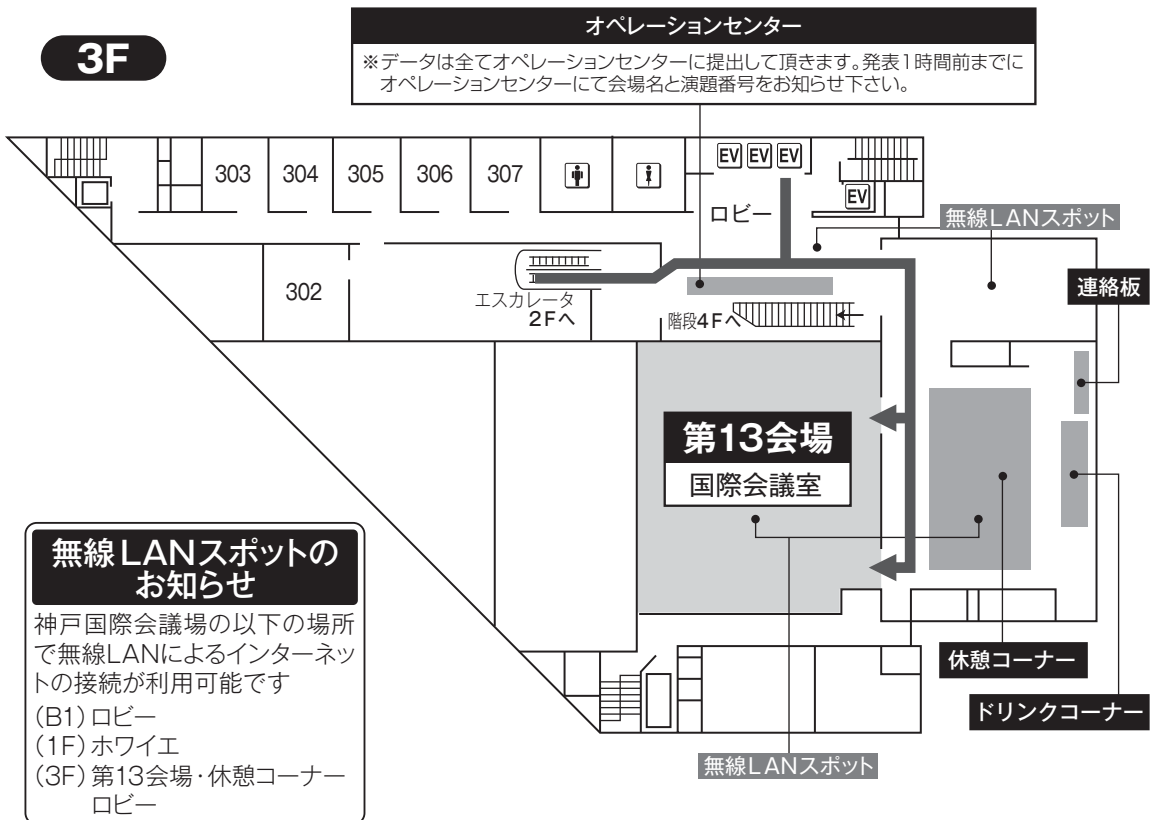 3F
オペレーションセンター
※データは全てオペレーションセンターに提出して頂きます。発表1時間前までに
オペレーションセンターにて会場名と演題番号をお知らせ下さい。
303
304
305
306
307
EV
EV
EV
EV
ロビー
無線LANスポット
302
エスカレータ
2Fへ
階段4Fへ
連絡板
第13会場
国際会議室
無線LANスポットの
お知らせ
神戸国際会議場の以下の場所
で無線LANによるインターネッ
トの接続が利用可能です
(B1)ロビー
(1F)ホワイエ
(3F)第13会場・休憩コーナー
ロビー
休憩コーナー
ドリンクコーナー
無線LANスポット